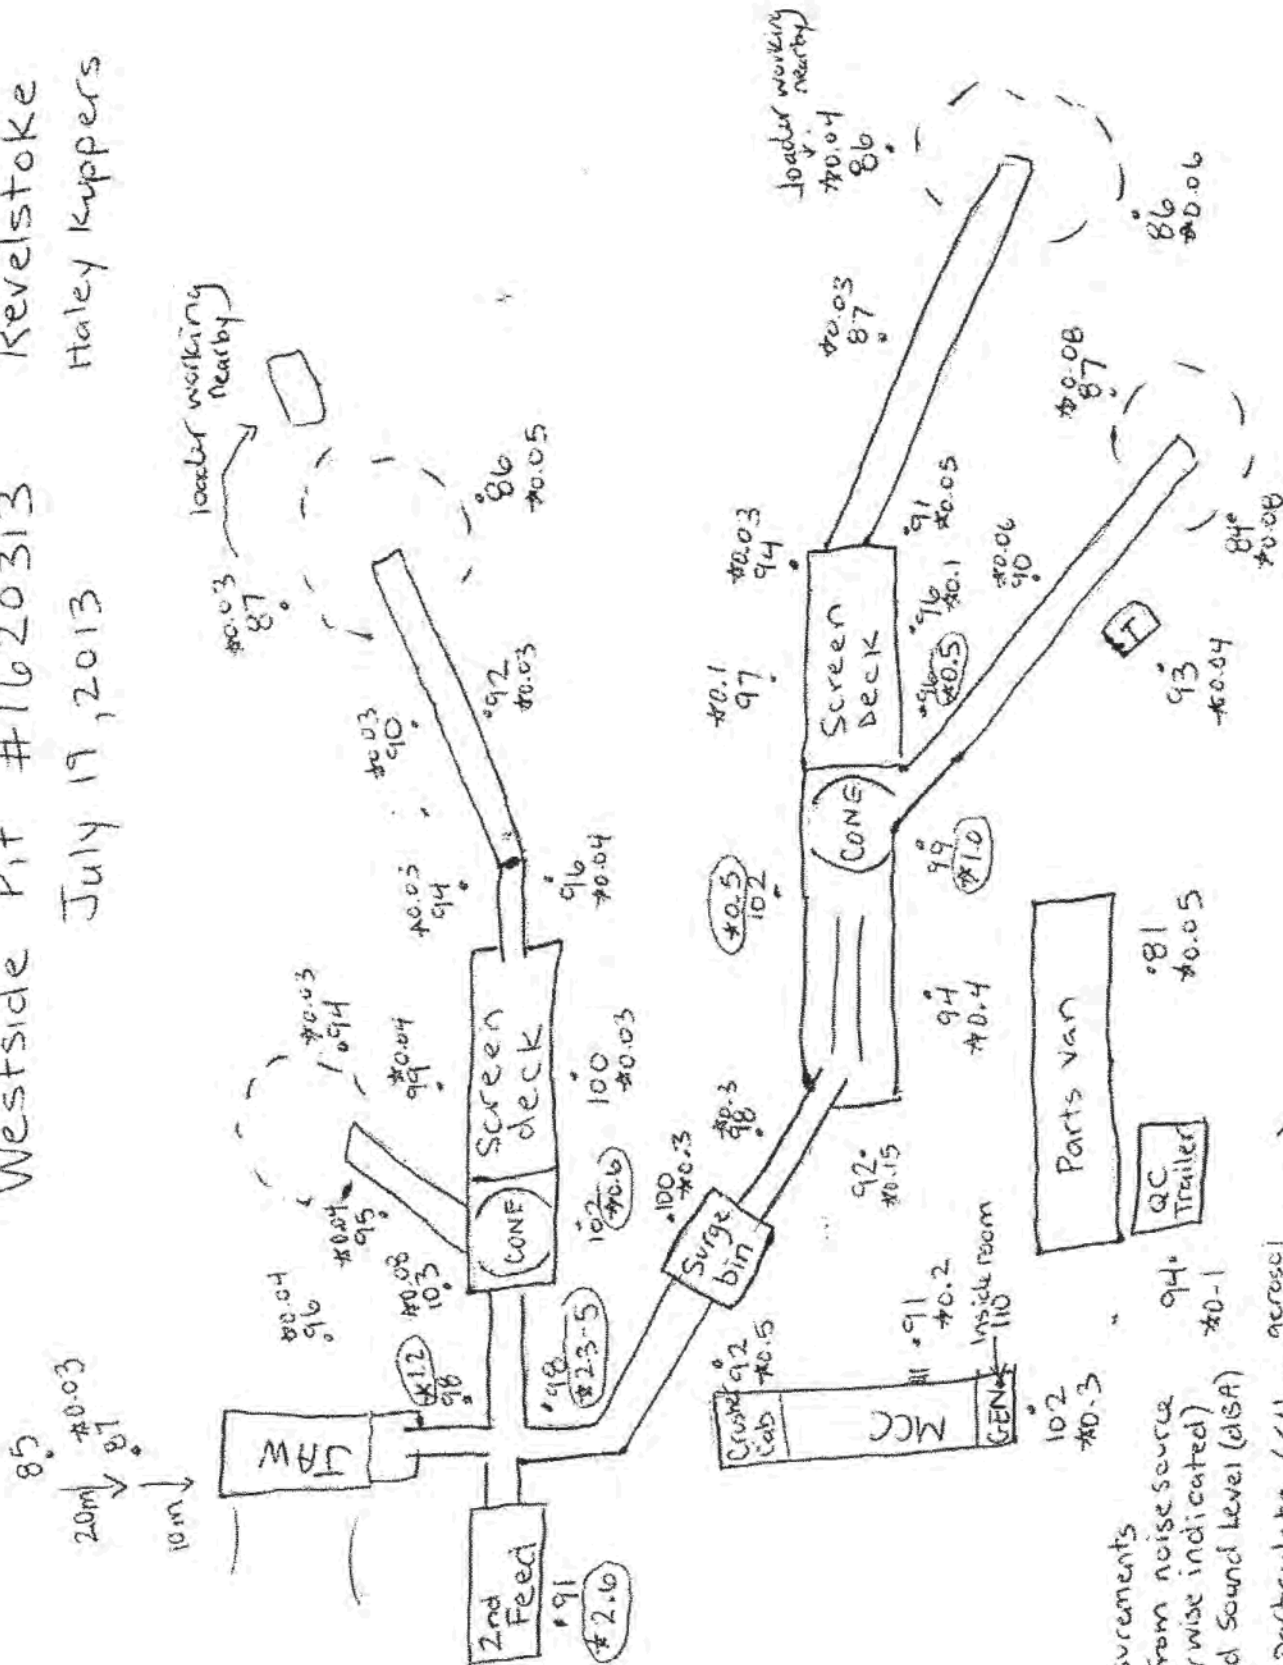 Westside Pit #1620313 Revelstoke
July 19, 2013 Haley Kuppers
85
20m
*0.03
87
10m
JAW
2nd
Feed
91
*2.6
*1.2
98
98
*2.3-5
*0.04
96
*0.04
95
*0.08
103
CONE
Screen
deck
102
*0.6
100
*0.03
*0.04
99
*0.03
94
*0.03
94
96
*0.04
*0.03
90
92
*0.03
*0.03
87
loader working
nearby
86
*0.05
Surge
bin
100
*0.3
*0.3
98
92
*0.15
Crusher
Cab
92
*0.5
MCC
91
*0.2
GEN
Inside room
110
102
*0.3
*0.5
102
CONE
Screen
Deck
99
*1.0
94
*0.4
*0.1
97
*0.03
94
96
*0.5
96
*0.1
91
*0.05
*0.03
87
loader working
nearby
*0.04
86
86
*0.06
*0.06
90
*0.08
87
84
*0.08
T
93
*0.04
Parts van
81
*0.05
QC
Trailer
94
*0.1
urements
from noise source
rwise indicated)
d Sound Level (dBA)
aerosol